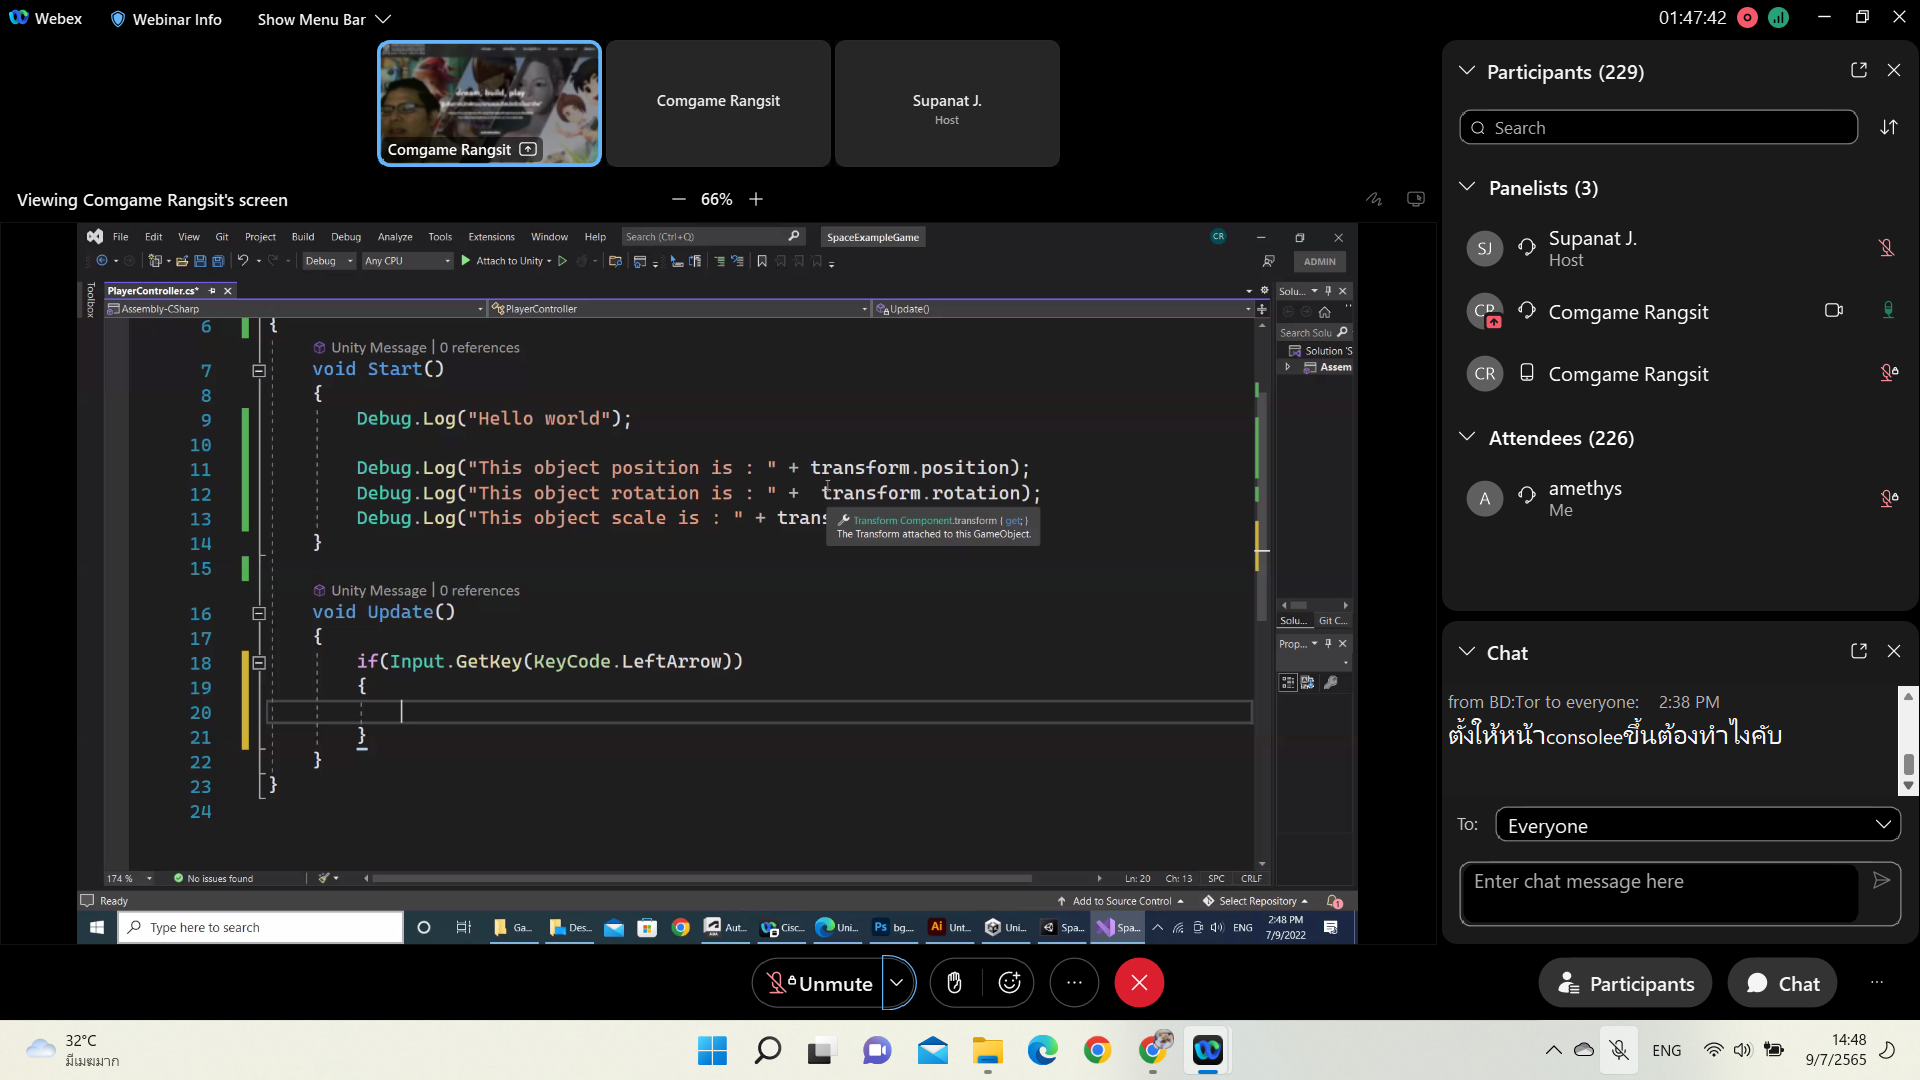 Webex
Webinar Info
Show Menu Bar
01:47:42
dream, build, play
Comgame Rangsit
Comgame Rangsit
Supanat J.
Host
Viewing Comgame Rangsit's screen
66%
File Edit View Git Project Build Debug Analyze Tools Extensions Window Help Search (Ctrl+Q) SpaceExampleGame CR
Debug Any CPU Attach to Unity ADMIN
Toolbox
PlayerController.cs*
Assembly-CSharp PlayerController Update()
6 {
Unity Message | 0 references
7 void Start()
8 {
9 Debug.Log("Hello world");
10
11 Debug.Log("This object position is : " + transform.position);
12 Debug.Log("This object rotation is : " + transform.rotation);
13 Debug.Log("This object scale is : " + trans
Transform Component.transform { get; }
The Transform attached to this GameObject.
14 }
15
Unity Message | 0 references
16 void Update()
17 {
18 if(Input.GetKey(KeyCode.LeftArrow))
19 {
20
21 }
22 }
23 }
24
174 % No issues found Ln: 20 Ch: 13 SPC CRLF
Solu...
Search Solu
Solution 'S
Assem
Solu... Git C...
Prop...
Ready Add to Source Control Select Repository 1
Type here to search
Ga... Des... Aut... Cisc... Uni... bg.... Unt... Uni... Spa... Spa...
ENG
2:48 PM
7/9/2022
Unmute
Participants (229)
Search
Panelists (3)
SJ Supanat J.
Host
CR Comgame Rangsit
CR Comgame Rangsit
Attendees (226)
A amethys
Me
Chat
from BD:Tor to everyone: 2:38 PM
ตั้งให้หน้าconsoleeขึ้นต้องทำไงคับ
To: Everyone
Enter chat message here
Participants
Chat
32°C
มีเมฆมาก
ENG
14:48
9/7/2565